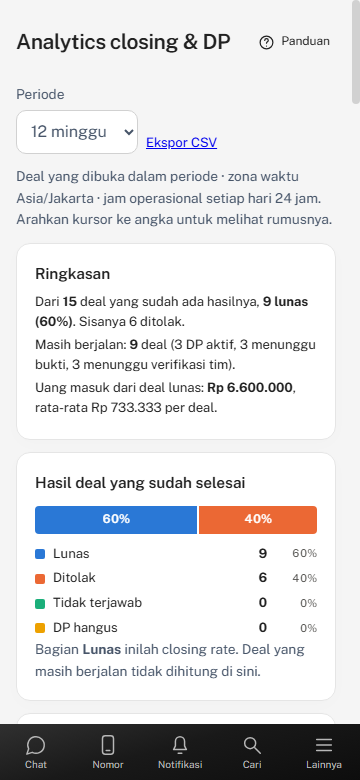 Analytics closing & DP
Panduan
Periode
12 minggu
Ekspor CSV
Deal yang dibuka dalam periode · zona waktu
Asia/Jakarta · jam operasional setiap hari 24 jam.
Arahkan kursor ke angka untuk melihat rumusnya.
Ringkasan
Dari 15 deal yang sudah ada hasilnya, 9 lunas
(60%). Sisanya 6 ditolak.
Masih berjalan: 9 deal (3 DP aktif, 3 menunggu
bukti, 3 menunggu verifikasi tim).
Uang masuk dari deal lunas: Rp 6.600.000,
rata-rata Rp 733.333 per deal.
Hasil deal yang sudah selesai
60% 40%
Lunas 9 60%
Ditolak 6 40%
Tidak terjawab 0 0%
DP hangus 0 0%
Bagian Lunas inilah closing rate. Deal yang
masih berjalan tidak dihitung di sini.
Chat Nomor Notifikasi Cari Lainnya